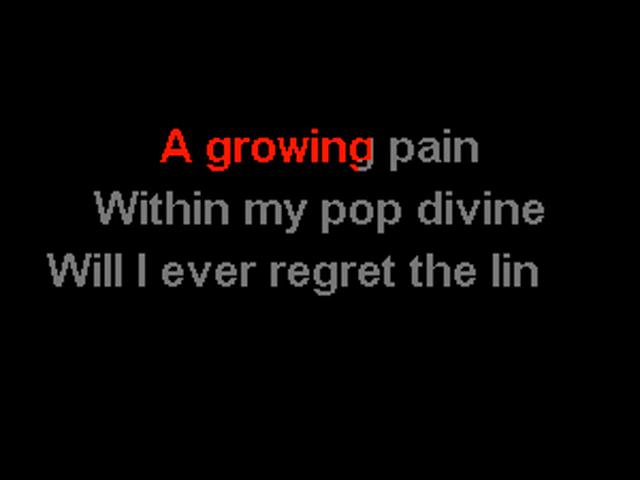 A growing pain
Within my pop divine
Will I ever regret the lin